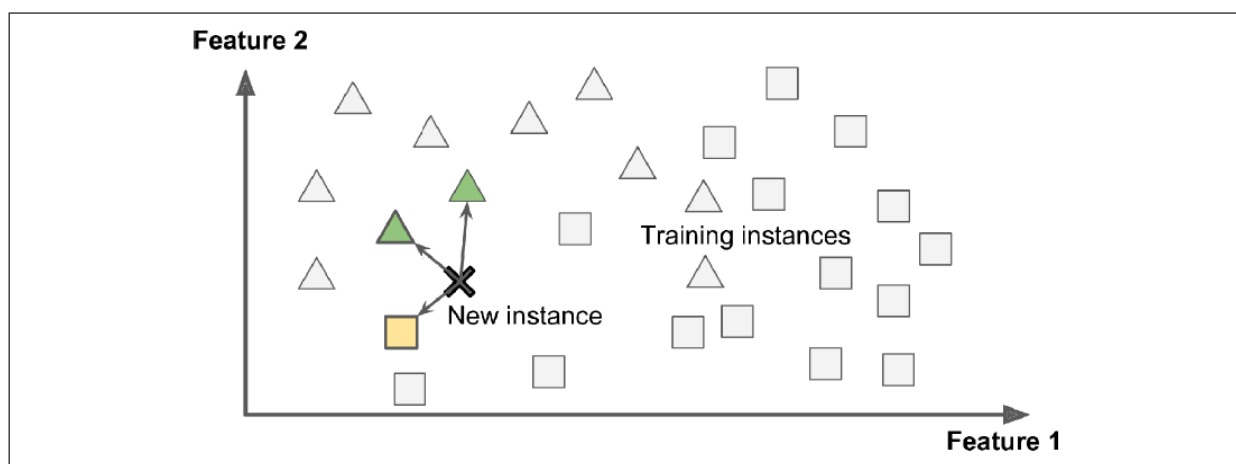 Feature 2
Training instances
New instance
Feature 1